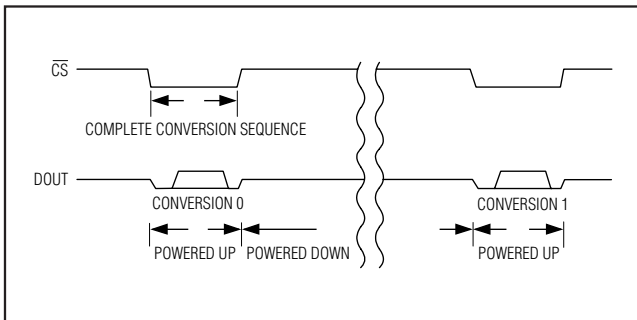 CS
COMPLETE CONVERSION SEQUENCE
DOUT
CONVERSION 0 CONVERSION 1
POWERED UP POWERED DOWN POWERED UP